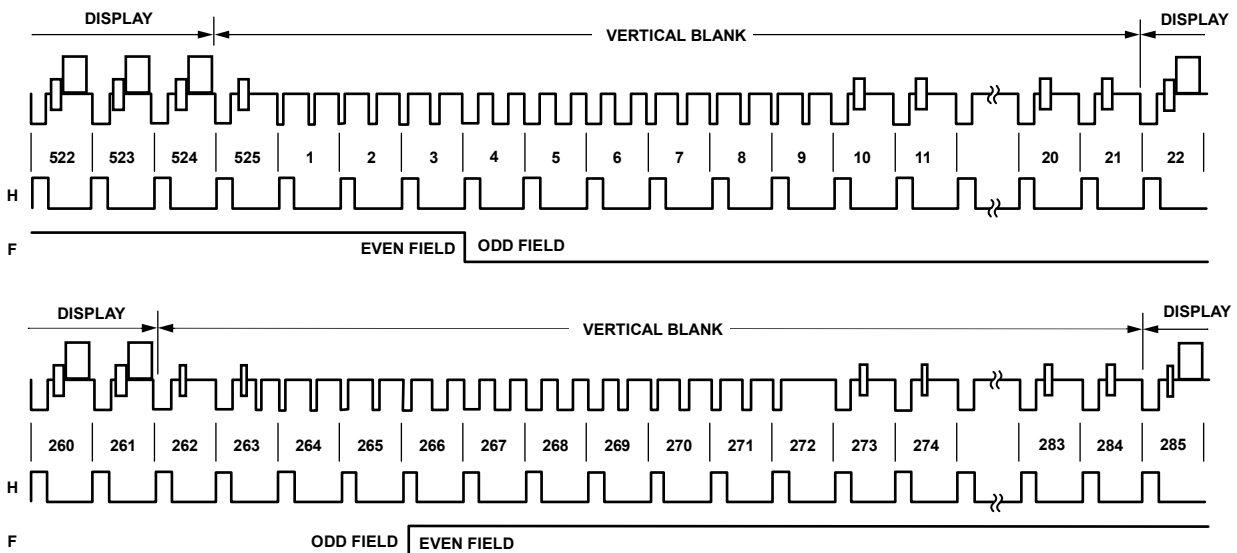 DISPLAY VERTICAL BLANK DISPLAY
522 523 524 525 1 2 3 4 5 6 7 8 9 10 11 20 21 22
H
F EVEN FIELD ODD FIELD
DISPLAY VERTICAL BLANK DISPLAY
260 261 262 263 264 265 266 267 268 269 270 271 272 273 274 283 284 285
H
F ODD FIELD EVEN FIELD